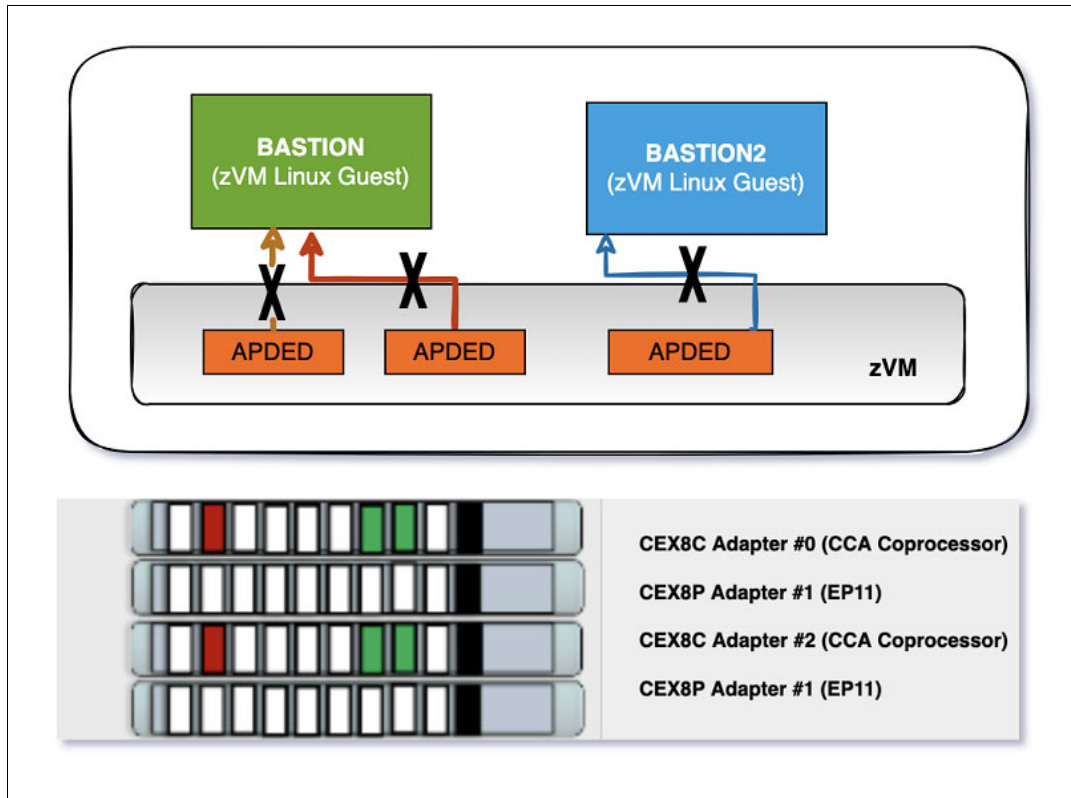 BASTION
(zVM Linux Guest)
BASTION2
(zVM Linux Guest)
X
X
X
APDED
APDED
APDED
zVM
CEX8C Adapter #0 (CCA Coprocessor)
CEX8P Adapter #1 (EP11)
CEX8C Adapter #2 (CCA Coprocessor)
CEX8P Adapter #1 (EP11)